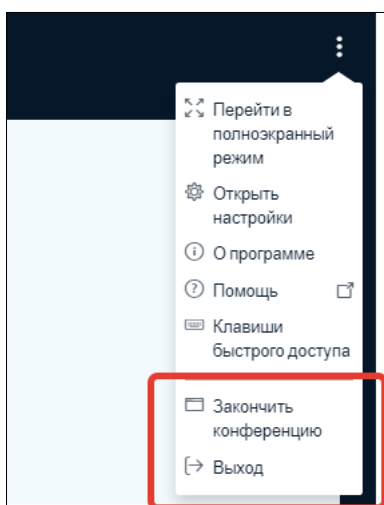 Перейти в
полноэкранный
режим
Открыть
настройки
О программе
Помощь
Клавиши
быстрого доступа
Закончить
конференцию
Выход